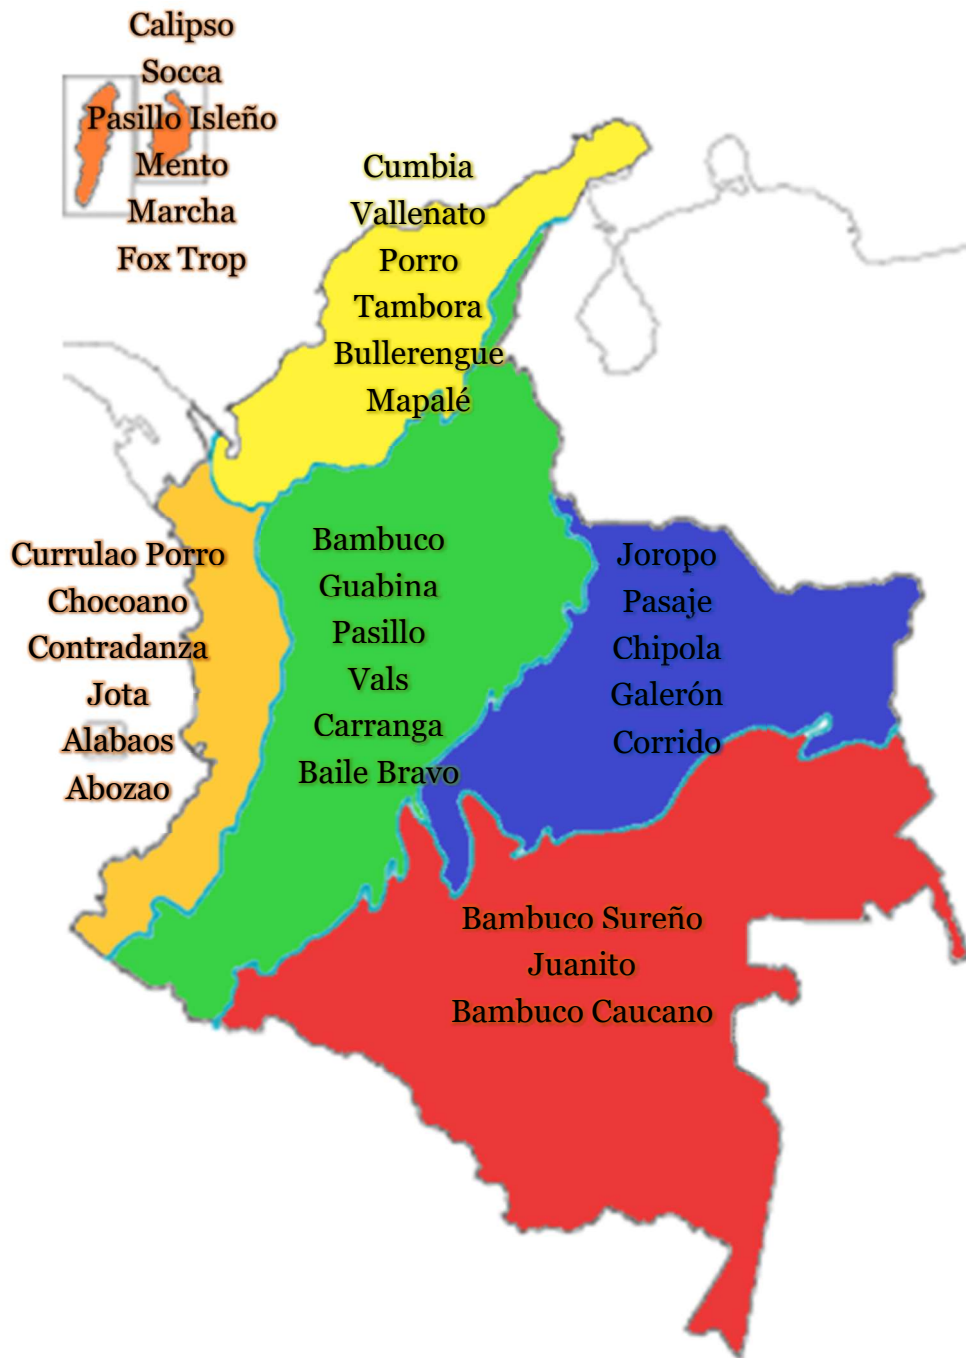 Calipso
Socca
Pasillo Isleño
Mento
Marcha
Fox Trop
Cumbia
Vallenato
Porro
Tambora
Bullerengue
Mapalé
Currulao Porro
Chocoano
Contradanza
Jota
Alabaos
Abozao
Bambuco
Guabina
Pasillo
Vals
Carranga
Baile Bravo
Joropo
Pasaje
Chipola
Galerón
Corrido
Bambuco Sureño
Juanito
Bambuco Caucano